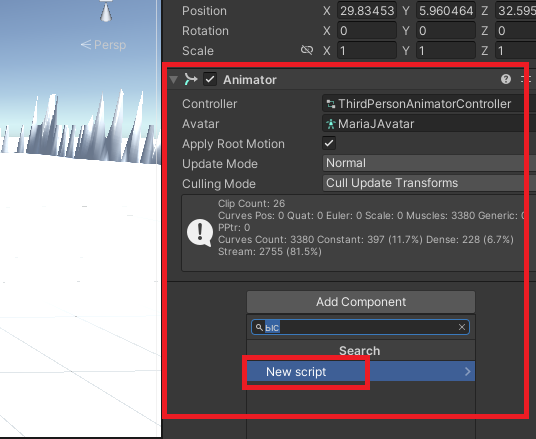 Persp
Position X 29.83453 Y 5.960464 Z 32.595
Rotation X 0 Y 0 Z 0
Scale X 1 Y 1 Z 1
Animator
Controller ThirdPersonAnimatorController
Avatar MariaJAvatar
Apply Root Motion
Update Mode Normal
Culling Mode Cull Update Transforms
Clip Count: 26
Curves Pos: 0 Quat: 0 Euler: 0 Scale: 0 Muscles: 3380 Generic: 0
PPtr: 0
Curves Count: 3380 Constant: 397 (11.7%) Dense: 228 (6.7%)
Stream: 2755 (81.5%)
Add Component
ыс
Search
New script